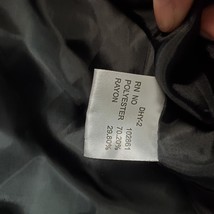 DHY-2
RN NO 102561
POLYESTER 70.20%
RAYON 29.80%